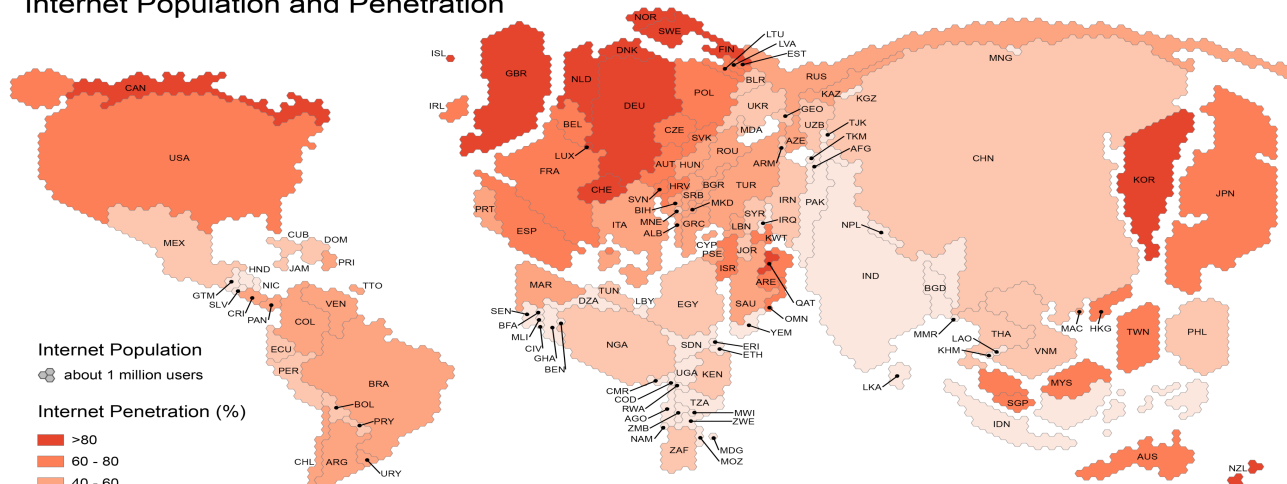 Internet Population and Penetration
NOR
SWE
ISL
DNK
FIN
LTU
LVA
EST
MNG
CAN
GBR
NLD
DEU
POL
BLR
RUS
KAZ
KGZ
IRL
UKR
GEO
BEL
CZE
SVK
MDA
UZB
TJK
TKM
AFG
USA
LUX
FRA
AUT
HUN
ROU
ARM
AZE
CHN
KOR
JPN
CHE
SVN
HRV
SRB
BGR
TUR
IRN
PAK
PRT
BIH
MKD
MNE
ALB
GRC
SYR
IRQ
NPL
ESP
ITA
LBN
KWT
CYP
PSE
JOR
MEX
CUB
DOM
JAM
PRI
HND
NIC
TTO
ISR
ARE
IND
BGD
GTM
SLV
CRI
PAN
VEN
COL
MAR
TUN
DZA
LBY
EGY
SAU
QAT
OMN
YEM
SEN
BFA
MLI
CIV
GHA
BEN
NGA
SDN
ERI
ETH
MMR
LAO
KHM
THA
VNM
MAC
HKG
TWN
PHL
ECU
PER
BRA
BOL
PRY
CHL
ARG
URY
CMR
COD
RWA
AGO
ZMB
NAM
UGA
KEN
TZA
MWI
ZWE
MDG
MOZ
ZAF
LKA
MYS
SGP
IDN
AUS
NZL
Internet Population
about 1 million users
Internet Penetration (%)
>80
60 - 80
40 - 60